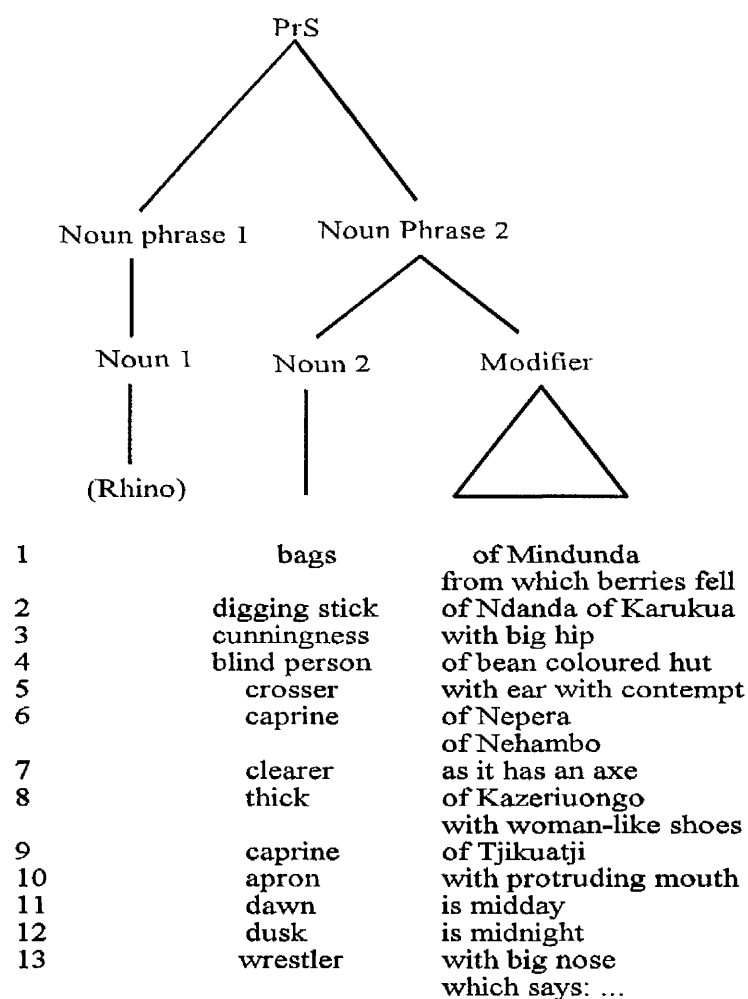 PrS
Noun phrase 1 Noun Phrase 2
Noun 1 Noun 2 Modifier
(Rhino)
1 bags of Mindunda
from which berries fell
2 digging stick of Ndanda of Karukua
3 cunningness with big hip
4 blind person of bean coloured hut
5 crosser with ear with contempt
6 caprine of Nepera
of Nehambo
7 clearer as it has an axe
8 thick of Kazeriuongo
with woman-like shoes
9 caprine of Tjikuatji
10 apron with protruding mouth
11 dawn is midday
12 dusk is midnight
13 wrestler with big nose
which says: ...